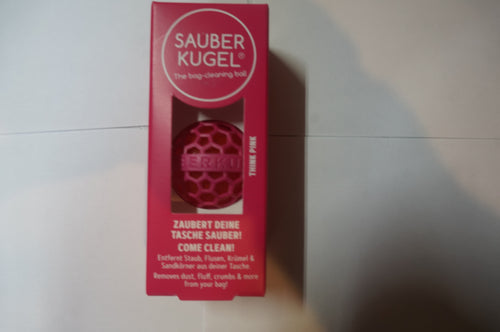 SAUBER
KUGEL®
The bag-cleaning ball
BERKU
THINK PINK
ZAUBERT DEINE
TASCHE SAUBER!
COME CLEAN!
Entfernt Staub, Flusen, Krümel &
Sandkörner aus deiner Tasche.
Removes dust, fluff, crumbs & more
from your bag!